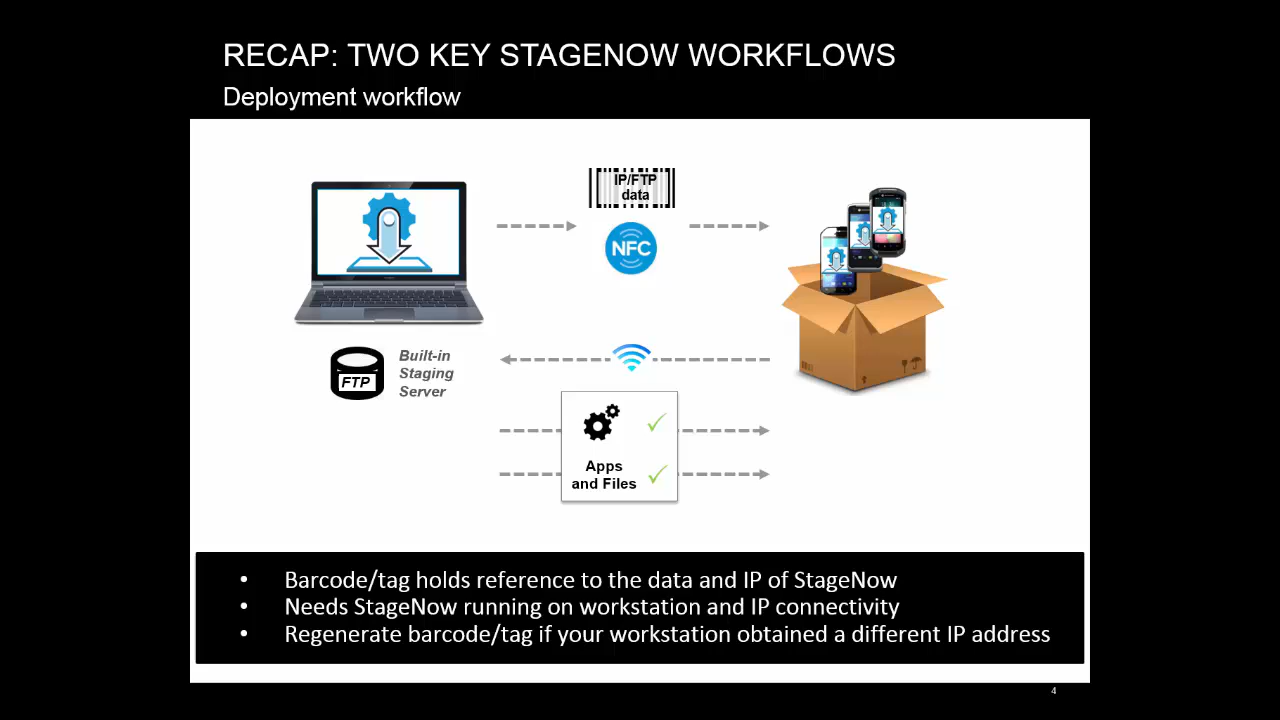 RECAP: TWO KEY STAGENOW WORKFLOWS
Deployment workflow
IP/FTP
data
NFC
FTP
Built-in
Staging
Server
Apps
and Files
• Barcode/tag holds reference to the data and IP of StageNow
• Needs StageNow running on workstation and IP connectivity
• Regenerate barcode/tag if your workstation obtained a different IP address
4